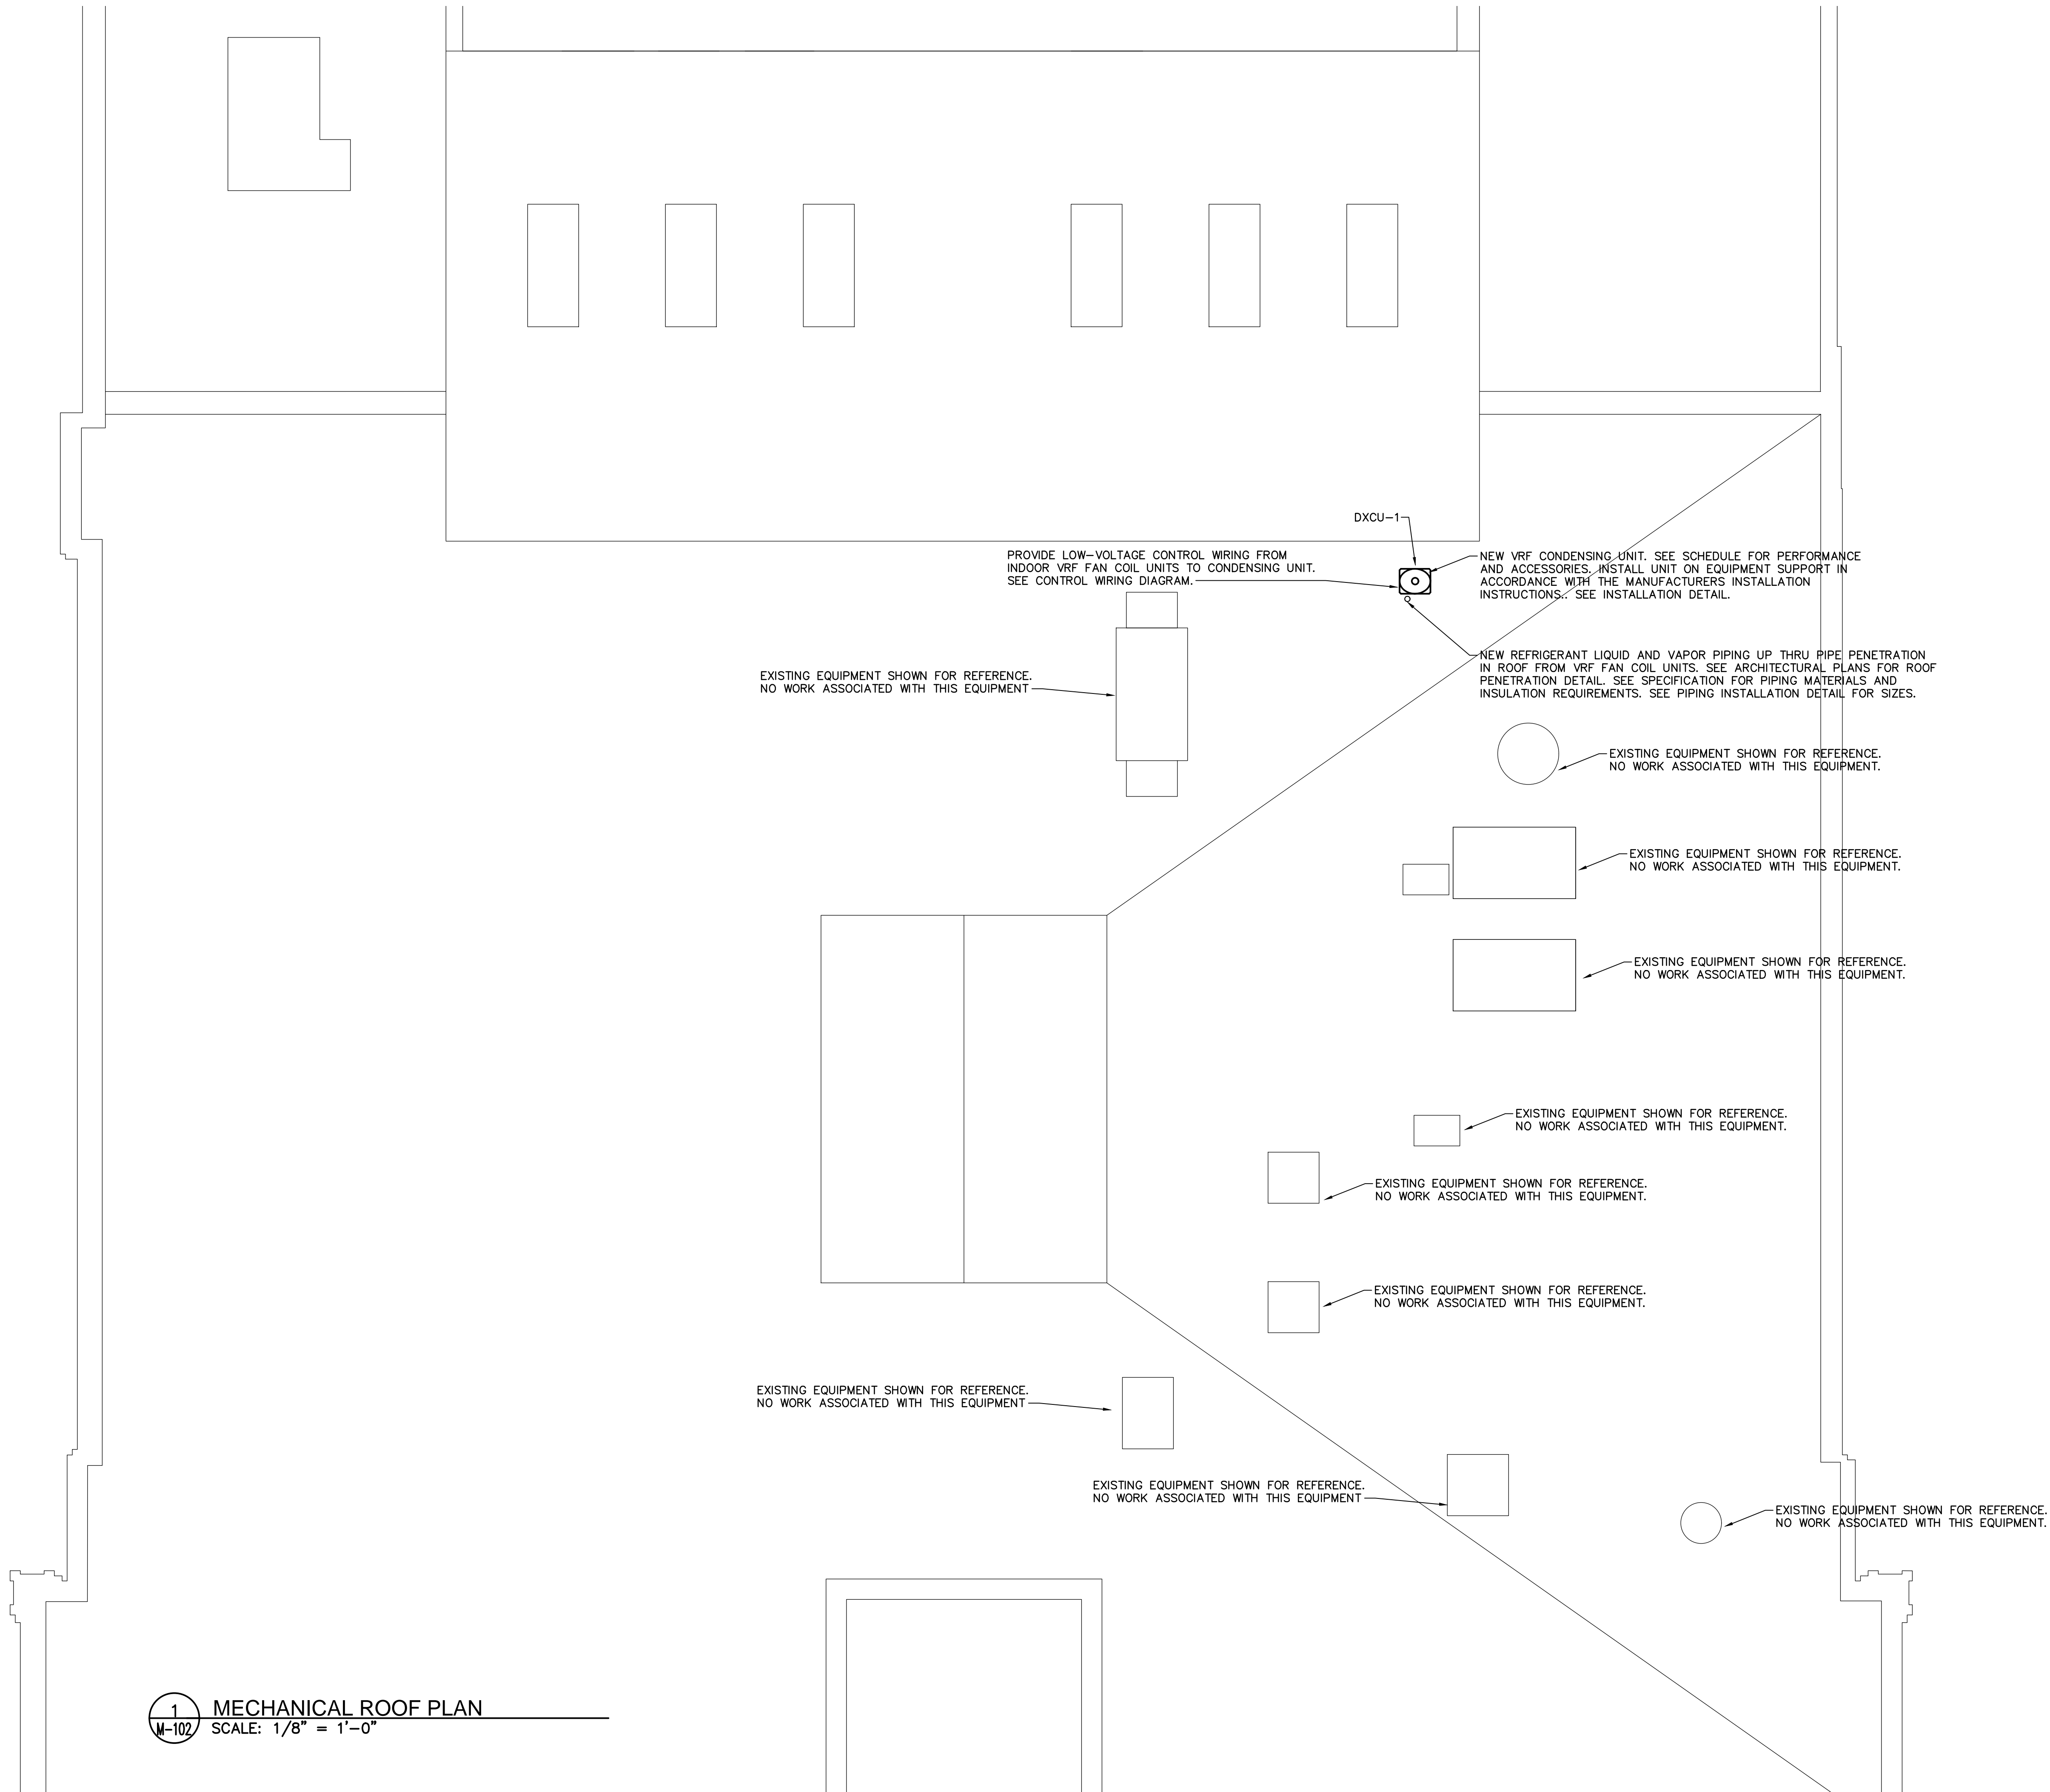 DXCU-1
PROVIDE LOW-VOLTAGE CONTROL WIRING FROM
INDOOR VRF FAN COIL UNITS TO CONDENSING UNIT.
SEE CONTROL WIRING DIAGRAM.
NEW VRF CONDENSING UNIT. SEE SCHEDULE FOR PERFORMANCE
AND ACCESSORIES. INSTALL UNIT ON EQUIPMENT SUPPORT IN
ACCORDANCE WITH THE MANUFACTURERS INSTALLATION
INSTRUCTIONS.. SEE INSTALLATION DETAIL.
NEW REFRIGERANT LIQUID AND VAPOR PIPING UP THRU PIPE PENETRATION
IN ROOF FROM VRF FAN COIL UNITS. SEE ARCHITECTURAL PLANS FOR ROOF
PENETRATION DETAIL. SEE SPECIFICATION FOR PIPING MATERIALS AND
INSULATION REQUIREMENTS. SEE PIPING INSTALLATION DETAIL FOR SIZES.
EXISTING EQUIPMENT SHOWN FOR REFERENCE.
NO WORK ASSOCIATED WITH THIS EQUIPMENT
EXISTING EQUIPMENT SHOWN FOR REFERENCE.
NO WORK ASSOCIATED WITH THIS EQUIPMENT.
EXISTING EQUIPMENT SHOWN FOR REFERENCE.
NO WORK ASSOCIATED WITH THIS EQUIPMENT.
EXISTING EQUIPMENT SHOWN FOR REFERENCE.
NO WORK ASSOCIATED WITH THIS EQUIPMENT.
EXISTING EQUIPMENT SHOWN FOR REFERENCE.
NO WORK ASSOCIATED WITH THIS EQUIPMENT.
EXISTING EQUIPMENT SHOWN FOR REFERENCE.
NO WORK ASSOCIATED WITH THIS EQUIPMENT.
EXISTING EQUIPMENT SHOWN FOR REFERENCE.
NO WORK ASSOCIATED WITH THIS EQUIPMENT.
EXISTING EQUIPMENT SHOWN FOR REFERENCE.
NO WORK ASSOCIATED WITH THIS EQUIPMENT
EXISTING EQUIPMENT SHOWN FOR REFERENCE.
NO WORK ASSOCIATED WITH THIS EQUIPMENT
EXISTING EQUIPMENT SHOWN FOR REFERENCE.
NO WORK ASSOCIATED WITH THIS EQUIPMENT.
1
M-102
MECHANICAL ROOF PLAN
SCALE: 1/8" = 1'-0"